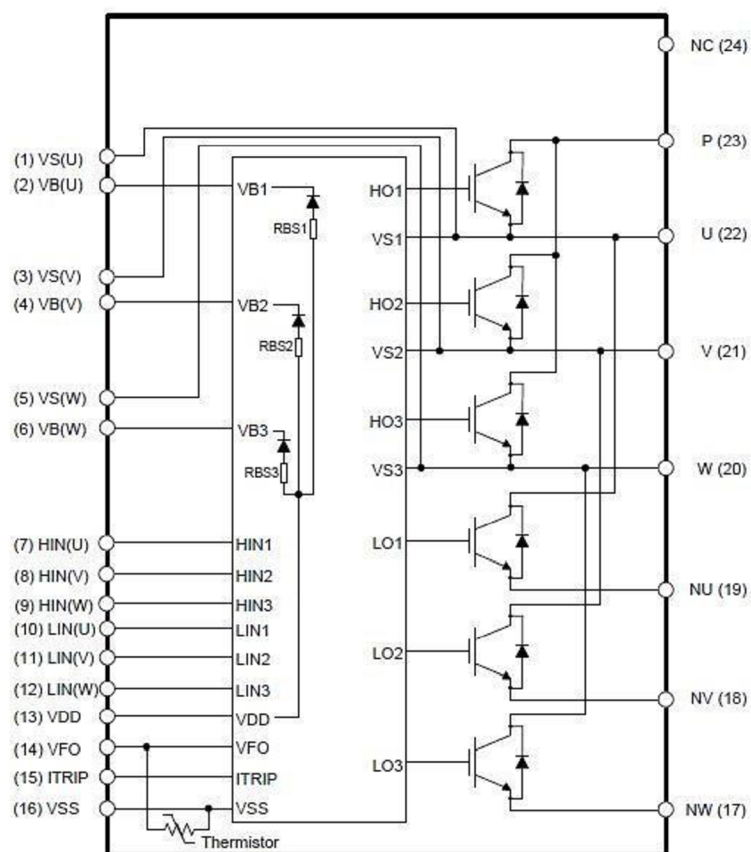 NC (24)
(1) VS(U)
P (23)
(2) VB(U)
VB1
HO1
RBS1
VS1
U (22)
(3) VS(V)
(4) VB(V)
VB2
HO2
RBS2
VS2
V (21)
(5) VS(W)
(6) VB(W)
VB3
HO3
RBS3
VS3
W (20)
(7) HIN(U)
HIN1
LO1
(8) HIN(V)
HIN2
NU (19)
(9) HIN(W)
HIN3
(10) LIN(U)
LIN1
(11) LIN(V)
LIN2
LO2
(12) LIN(W)
LIN3
NV (18)
(13) VDD
VDD
(14) VFO
VFO
LO3
(15) ITRIP
ITRIP
(16) VSS
VSS
NW (17)
Thermistor